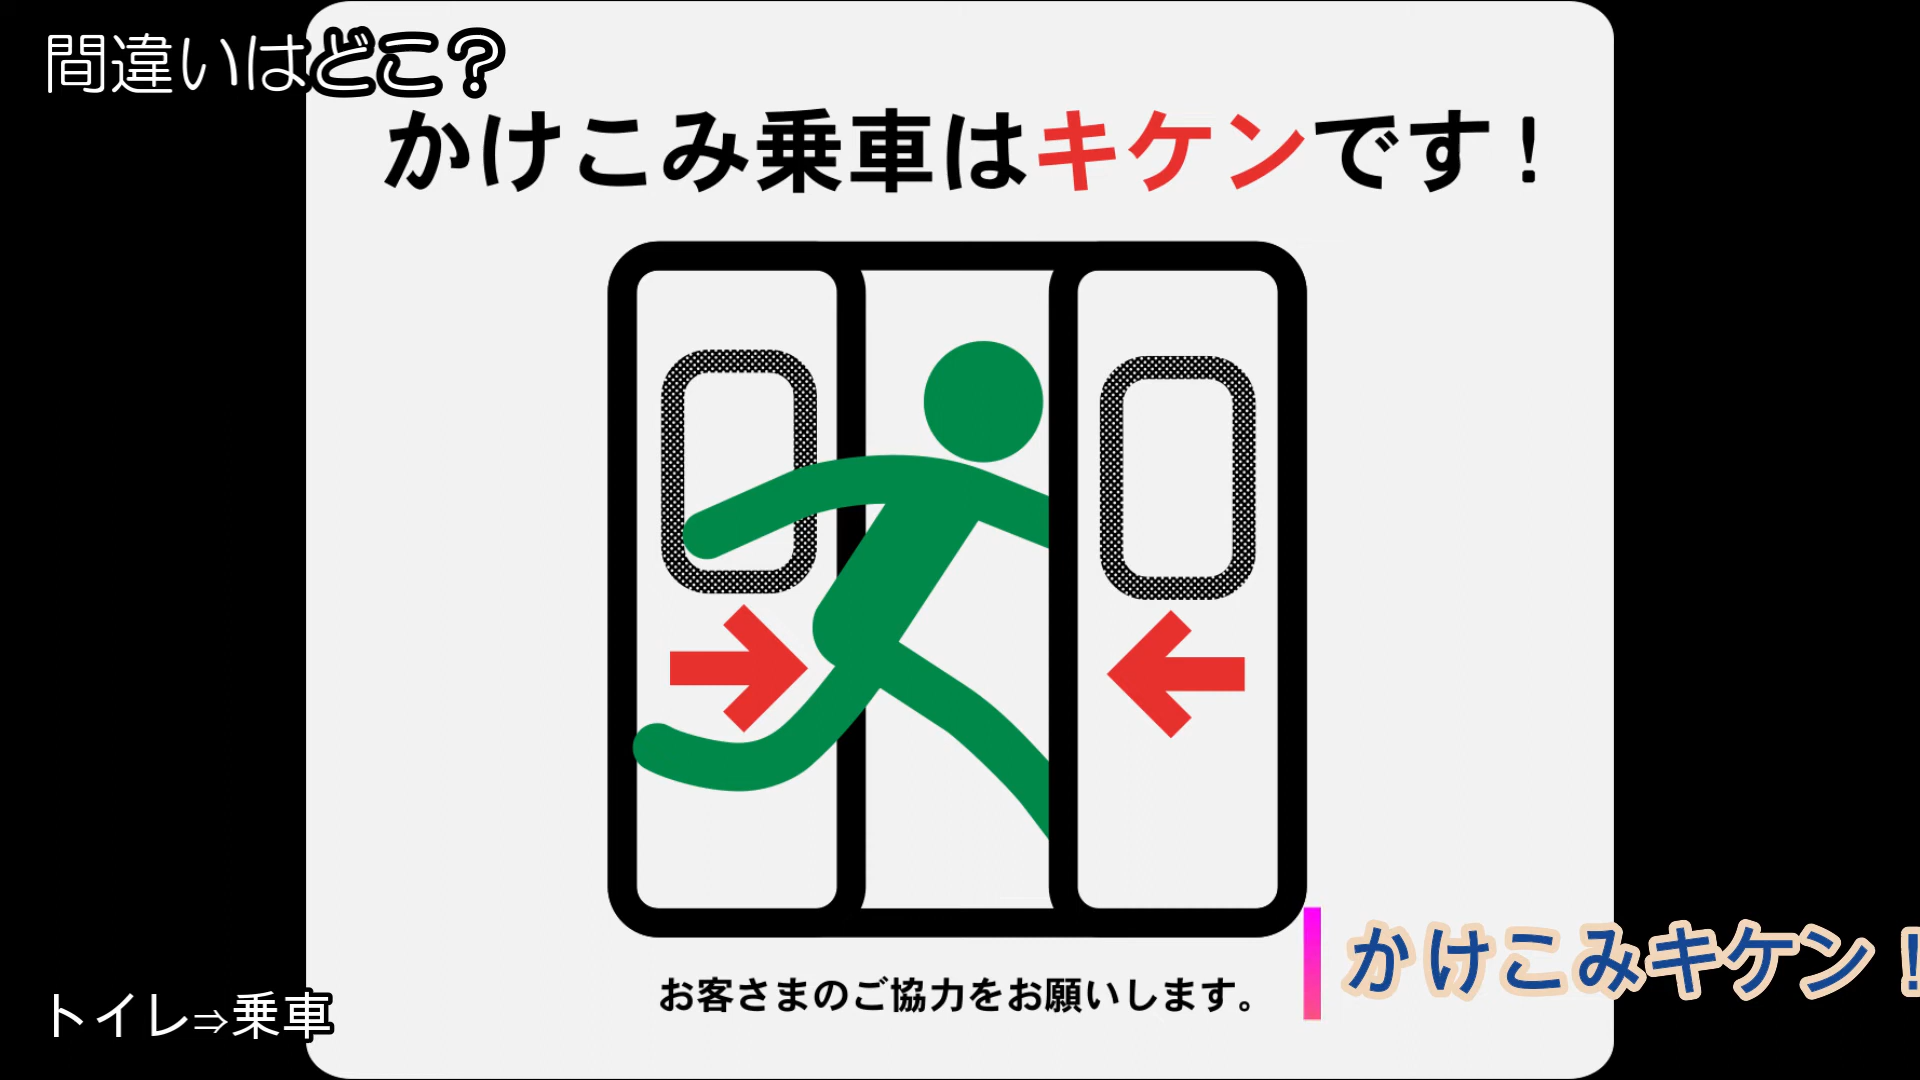 間違いはどこ？
かけこみ乗車はキケンです！
お客さまのご協力をお願いします。
かけこみキケン！
トイレ⇒乗車